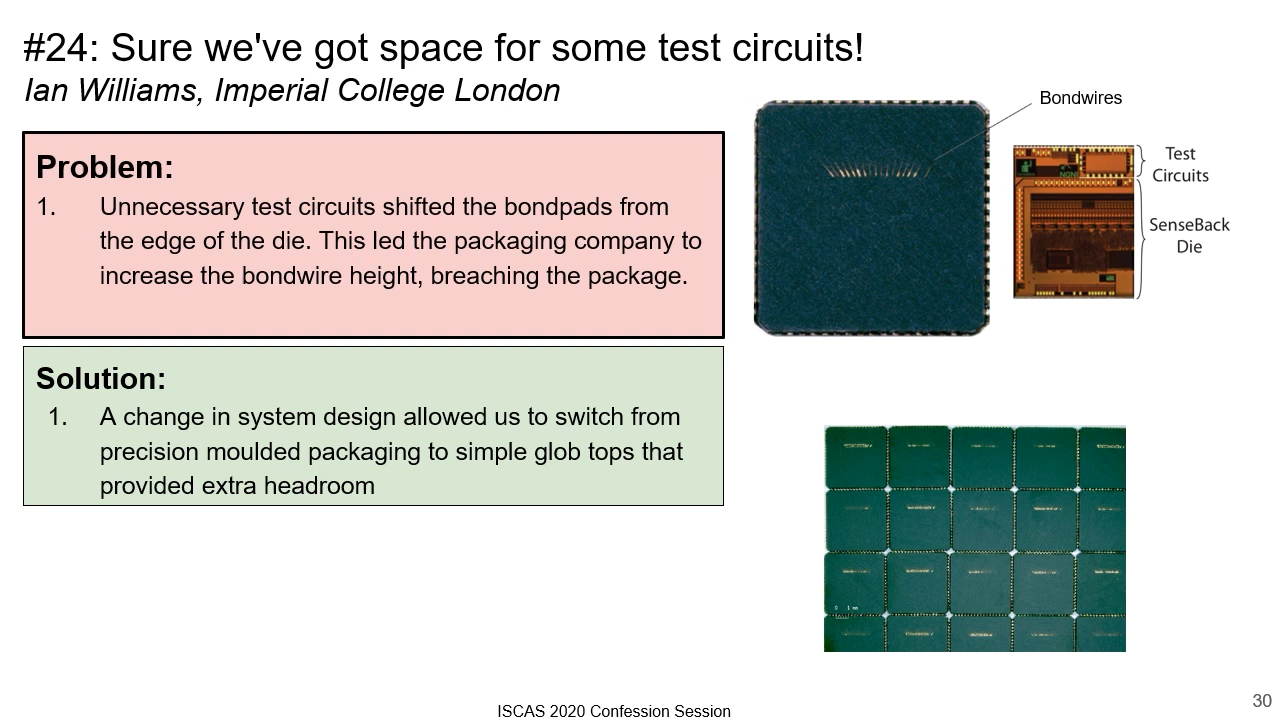 #24: Sure we've got space for some test circuits!
Ian Williams, Imperial College London
Problem:
1. Unnecessary test circuits shifted the bondpads from
the edge of the die. This led the packaging company to
increase the bondwire height, breaching the package.
Solution:
1. A change in system design allowed us to switch from
precision moulded packaging to simple glob tops that
provided extra headroom
Bondwires
Test
Circuits
SenseBack
Die
0 1 mm
ISCAS 2020 Confession Session
30